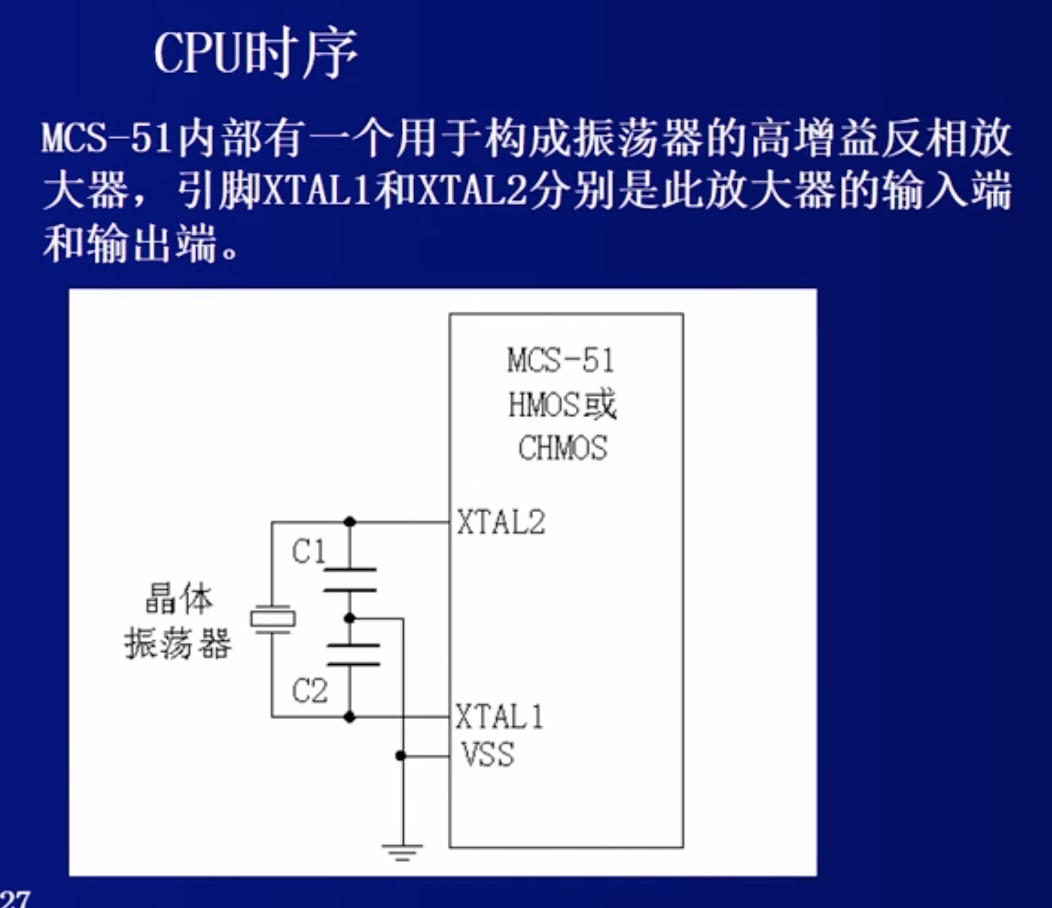 CPU时序
MCS-51内部有一个用于构成振荡器的高增益反相放
大器，引脚XTAL1和XTAL2分别是此放大器的输入端
和输出端。
MCS-51
HMOS或
CHMOS
XTAL2
C1
晶体
振荡器
C2
XTAL1
VSS
27